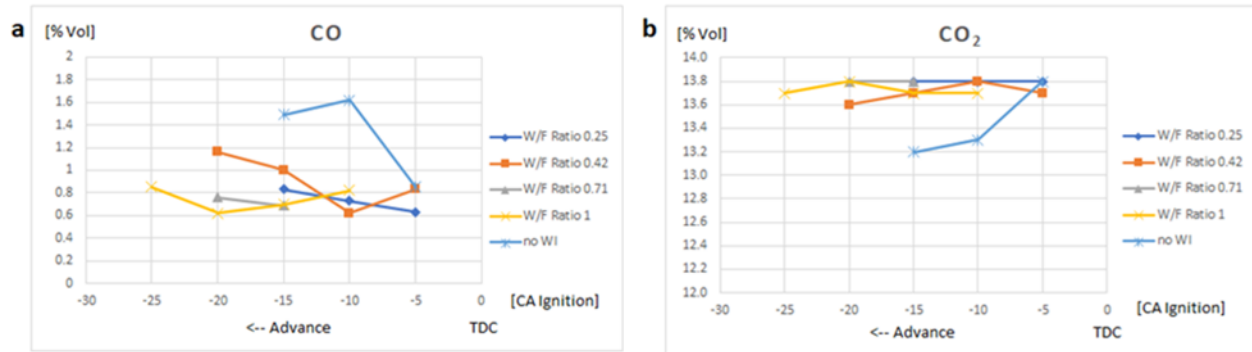 a
[% Vol]
CO
2
1.8
1.6
1.4
1.2
1
0.8
0.6
0.4
0.2
0
-30 -25 -20 -15 -10 -5 0
[CA Ignition]
<-- Advance
TDC
W/F Ratio 0.25
W/F Ratio 0.42
W/F Ratio 0.71
W/F Ratio 1
no WI
b
[% Vol]
CO₂
14.0
13.8
13.6
13.4
13.2
13.0
12.8
12.6
12.4
12.2
12.0
-30 -25 -20 -15 -10 -5 0
[CA Ignition]
<-- Advance
TDC
W/F Ratio 0.25
W/F Ratio 0.42
W/F Ratio 0.71
W/F Ratio 1
no WI